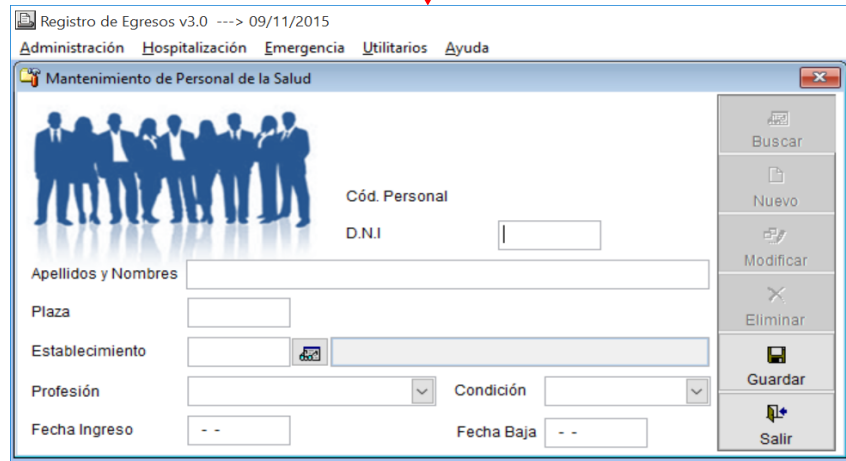 Registro de Egresos v3.0 ---> 09/11/2015
Administración Hospitalización Emergencia Utilitarios Ayuda
Mantenimiento de Personal de la Salud
Buscar
Nuevo
Cód. Personal
D.N.I
Modificar
Apellidos y Nombres
Plaza
Eliminar
Establecimiento
Guardar
Profesión Condición
Fecha Ingreso - - Fecha Baja - -
Salir